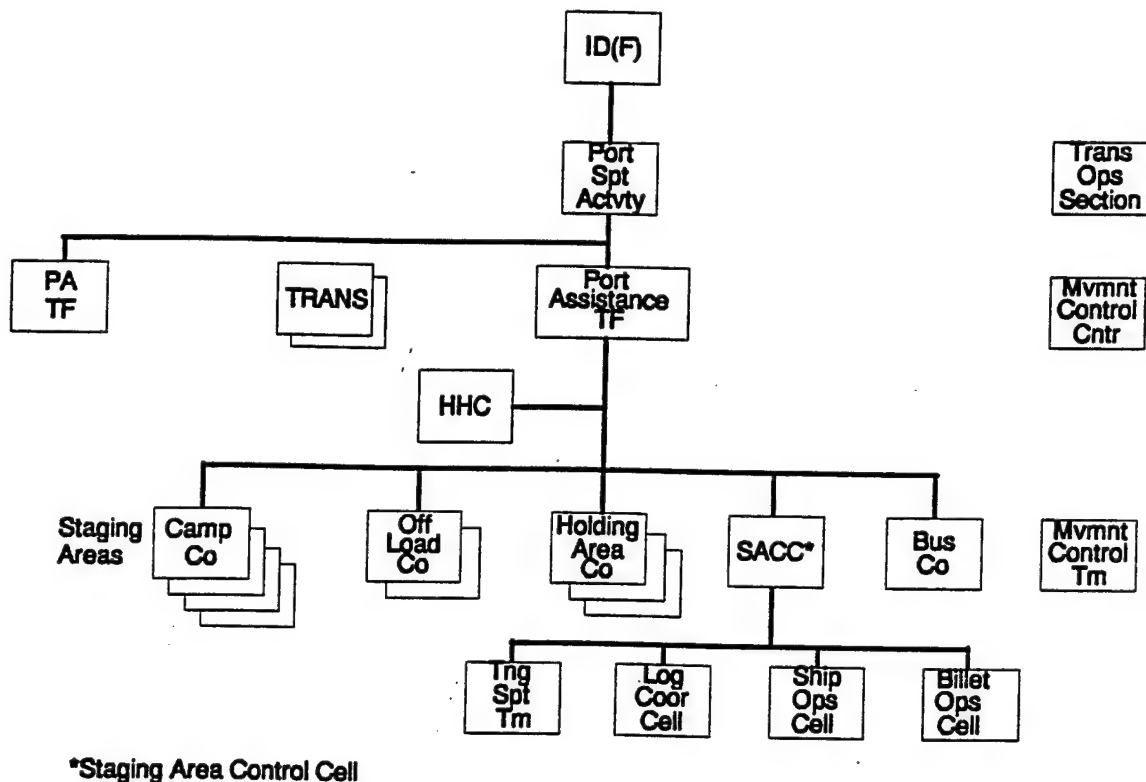 ID(F)
Port
Spt
Actvty
Trans
Ops
Section
PA
TF
TRANS
Port
Assistance
TF
Mvmnt
Control
Cntr
HHC
Staging
Areas
Camp
Co
Off
Load
Co
Holding
Area
Co
SACC*
Bus
Co
Mvmnt
Control
Tm
Tng
Spt
Tm
Log
Coor
Cell
Ship
Ops
Cell
Billet
Ops
Cell
*Staging Area Control Cell